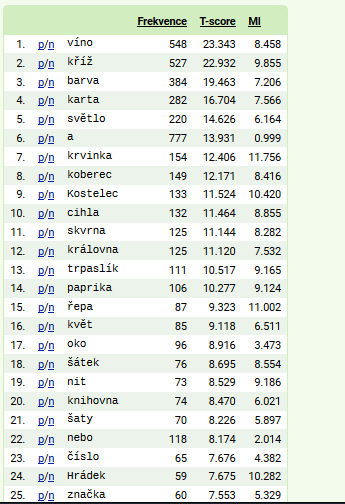 Frekvence T-score MI
1. p/n víno 548 23.343 8.458
2. p/n kříž 527 22.932 9.855
3. p/n barva 384 19.463 7.206
4. p/n karta 282 16.704 7.566
5. p/n světlo 220 14.626 6.164
6. p/n a 777 13.931 0.999
7. p/n krvinka 154 12.406 11.756
8. p/n koberec 149 12.171 8.416
9. p/n Kostelec 133 11.524 10.420
10. p/n cihla 132 11.464 8.855
11. p/n skvrna 125 11.144 8.282
12. p/n královna 125 11.120 7.532
13. p/n trpaslík 111 10.517 9.165
14. p/n paprika 106 10.277 9.124
15. p/n řepa 87 9.323 11.002
16. p/n květ 85 9.118 6.511
17. p/n oko 96 8.916 3.473
18. p/n šátek 76 8.695 8.554
19. p/n nit 73 8.529 9.186
20. p/n knihovna 74 8.470 6.021
21. p/n šaty 70 8.226 5.897
22. p/n nebo 118 8.174 2.014
23. p/n číslo 65 7.676 4.382
24. p/n Hrádek 59 7.675 10.282
25. p/n značka 60 7.553 5.329